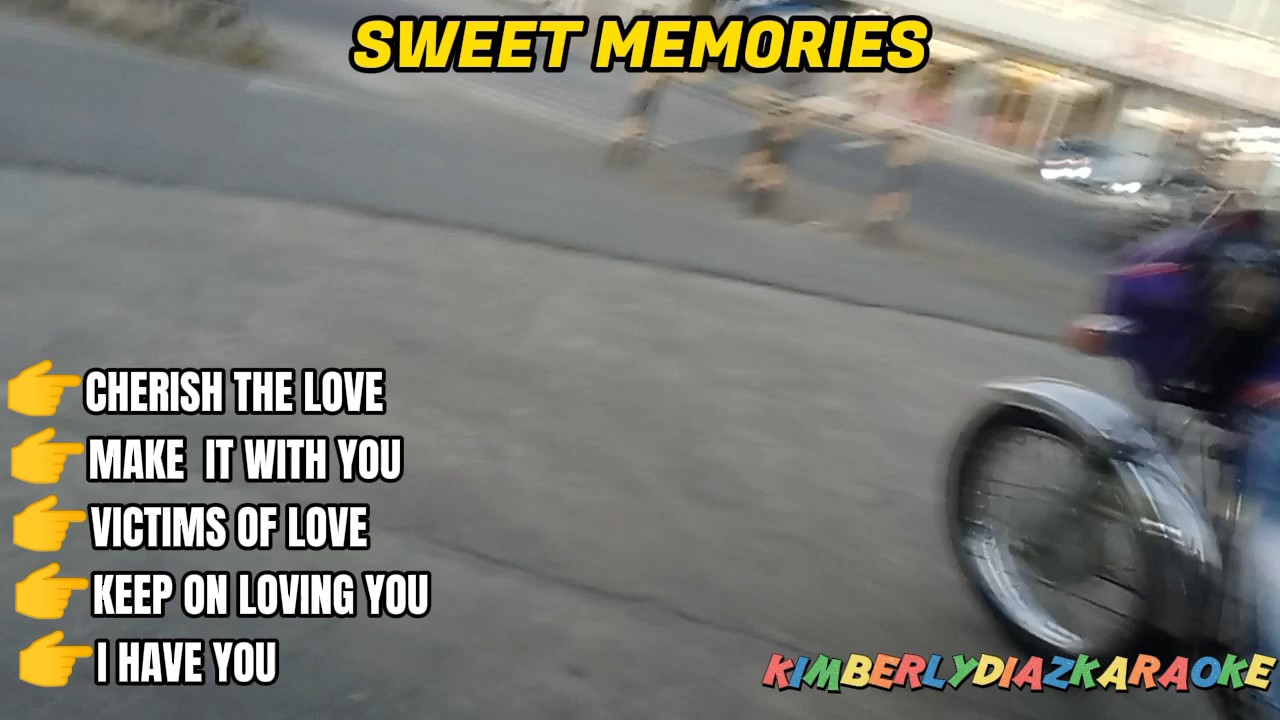 SWEET MEMORIES
CHERISH THE LOVE
MAKE IT WITH YOU
VICTIMS OF LOVE
KEEP ON LOVING YOU
I HAVE YOU
KIMBERLYDIAZKARAOKE